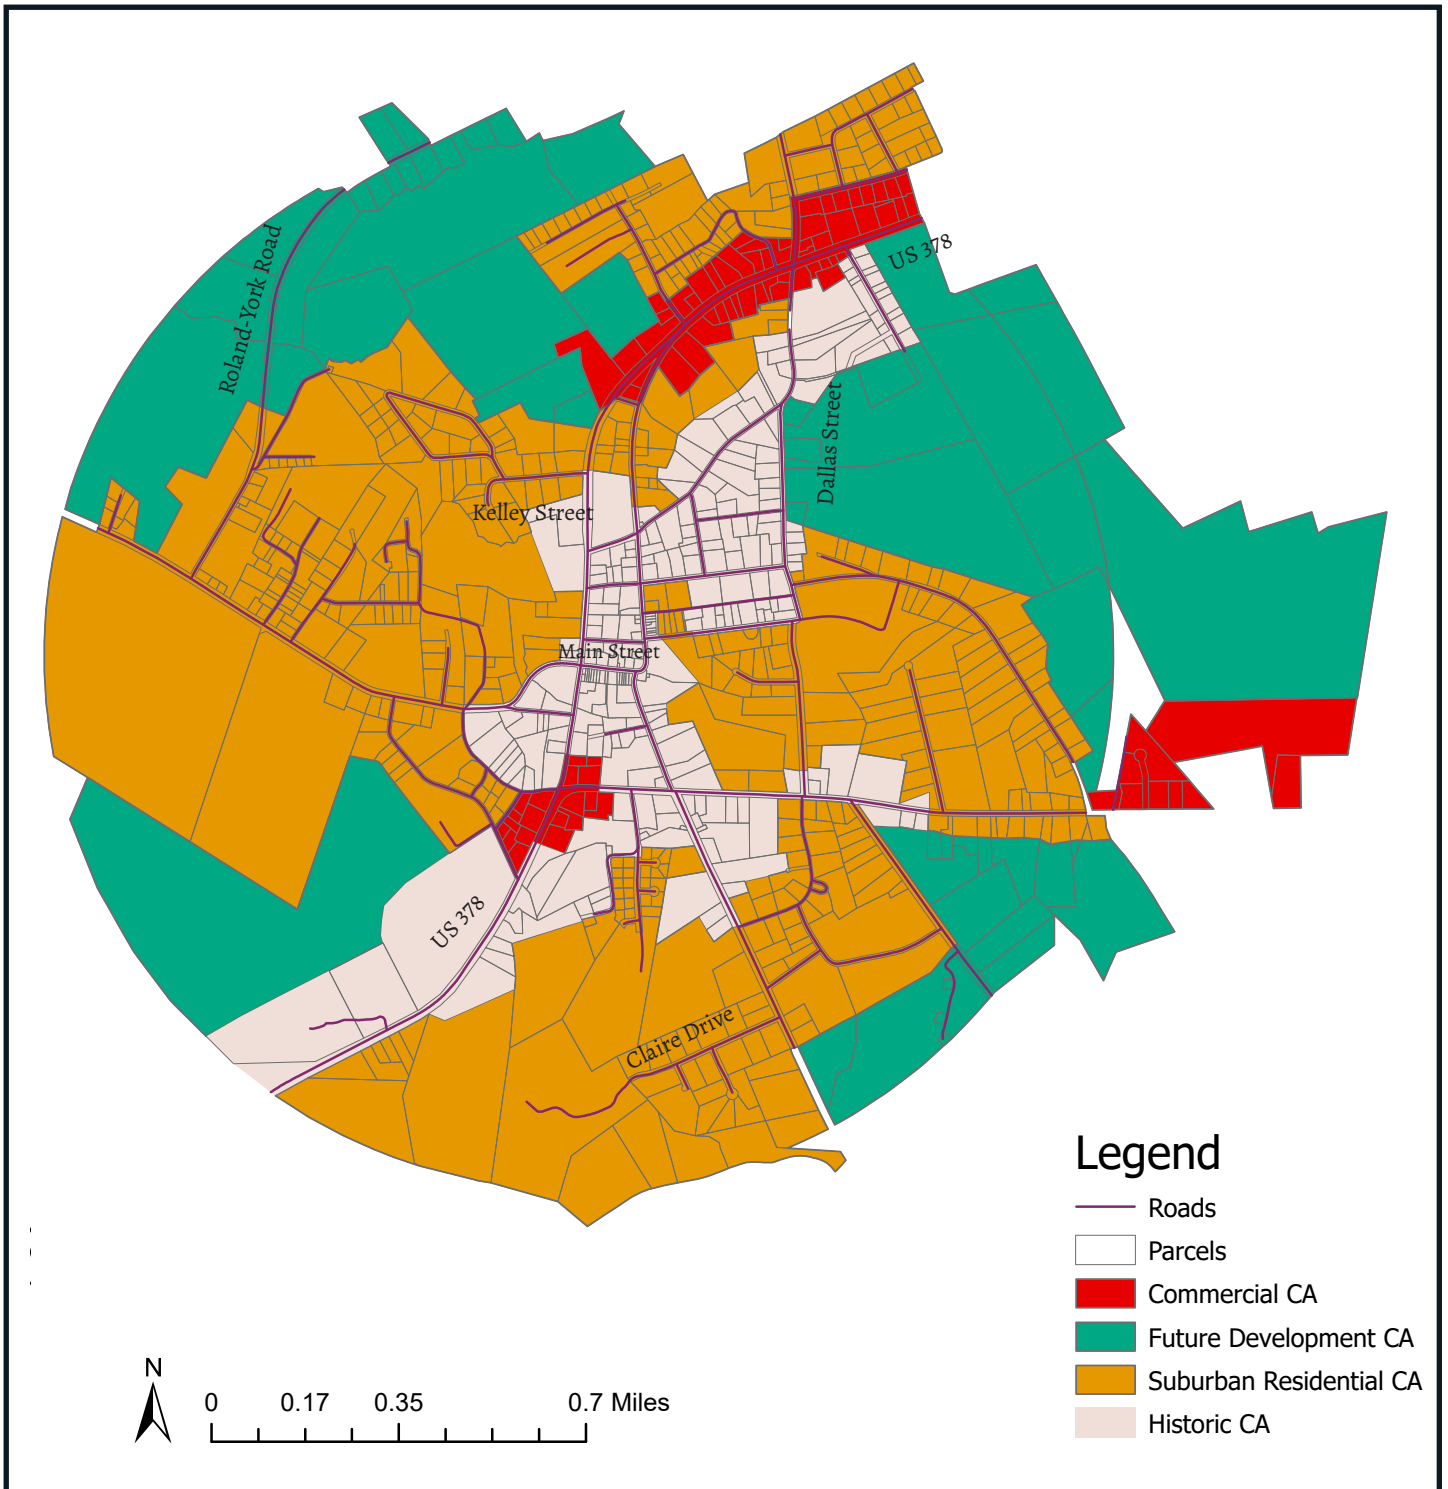 Roland-York Road
US 378
Dallas Street
Kelley Street
Main Street
US 378
Claire Drive
Legend
Roads
Parcels
Commercial CA
Future Development CA
Suburban Residential CA
Historic CA
N
0 0.17 0.35 0.7 Miles